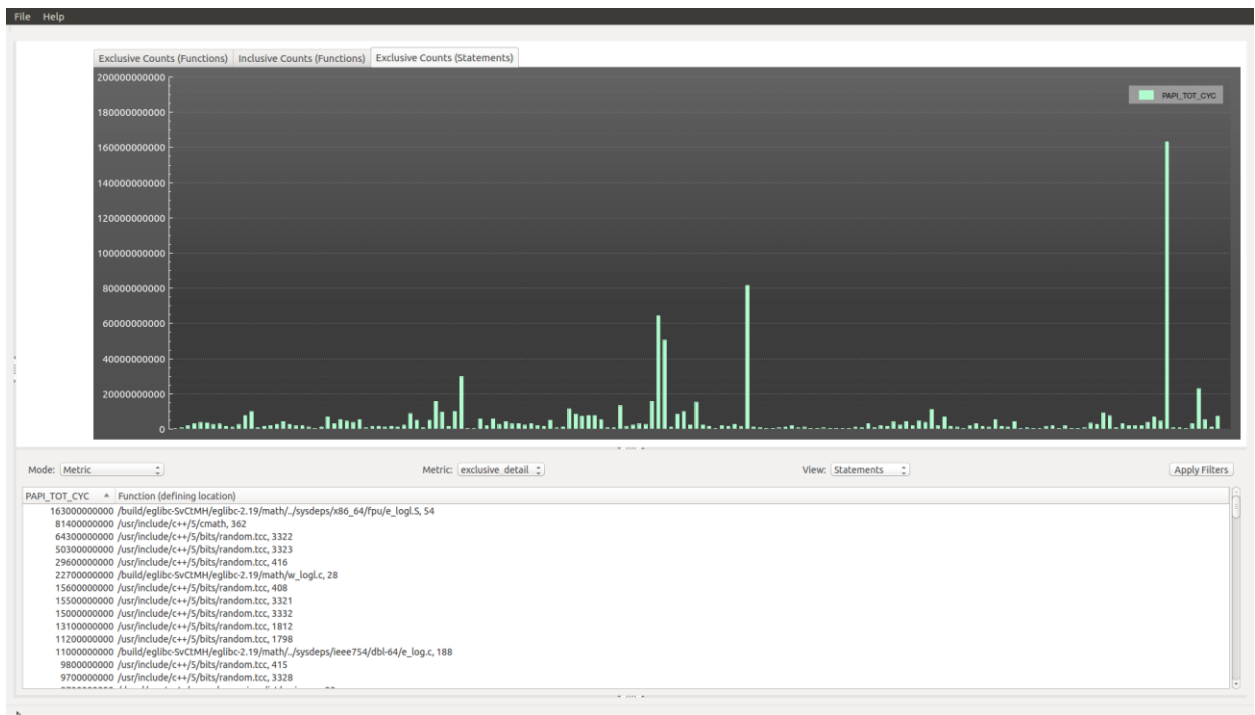 File Help
Exclusive Counts (Functions) Inclusive Counts (Functions) Exclusive Counts (Statements)
200000000000
PAPI_TOT_CYC
180000000000
160000000000
140000000000
120000000000
100000000000
80000000000
60000000000
40000000000
20000000000
0
Mode: Metric Metric: exclusive_detail View: Statements Apply Filters
PAPI_TOT_CYC Function (defining location)
163000000000 /build/eglibc-SvCtMH/eglibc-2.19/math/../sysdeps/x86_64/fpu/e_logl.S, 54
81400000000 /usr/include/c++/5/cmath, 362
64300000000 /usr/include/c++/5/bits/random.tcc, 3322
50300000000 /usr/include/c++/5/bits/random.tcc, 3323
29600000000 /usr/include/c++/5/bits/random.tcc, 416
22700000000 /build/eglibc-SvCtMH/eglibc-2.19/math/w_logl.c, 28
15600000000 /usr/include/c++/5/bits/random.tcc, 408
15500000000 /usr/include/c++/5/bits/random.tcc, 3321
15000000000 /usr/include/c++/5/bits/random.tcc, 3332
13100000000 /usr/include/c++/5/bits/random.tcc, 1812
11200000000 /usr/include/c++/5/bits/random.tcc, 1798
11000000000 /build/eglibc-SvCtMH/eglibc-2.19/math/../sysdeps/ieee754/dbl-64/e_log.c, 188
9800000000 /usr/include/c++/5/bits/random.tcc, 415
9700000000 /usr/include/c++/5/bits/random.tcc, 3328